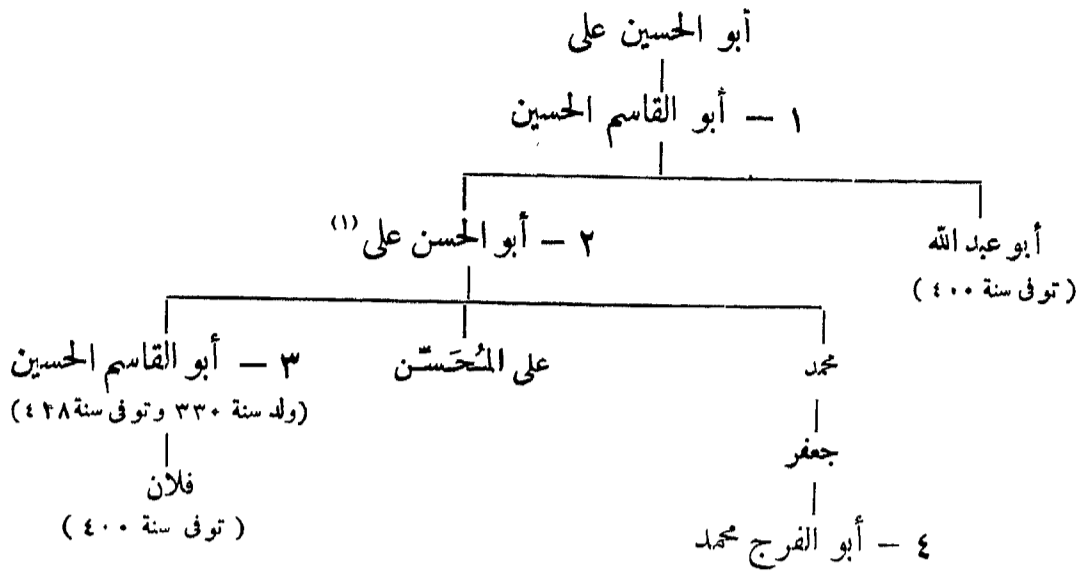 أبو الحسين على
١ — أبو القاسم الحسين
أبو عبد الله
(توفى سنة ٤٠٠)
٢ — أبو الحسن على (١)
محمد
على المُحَسّن
٣ — أبو القاسم الحسين
(ولد سنة ٣٣٠ وتوفى سنة ٤١٨)
جعفر
فلان
(توفى سنة ٤٠٠)
٤ — أبو الفرج محمد